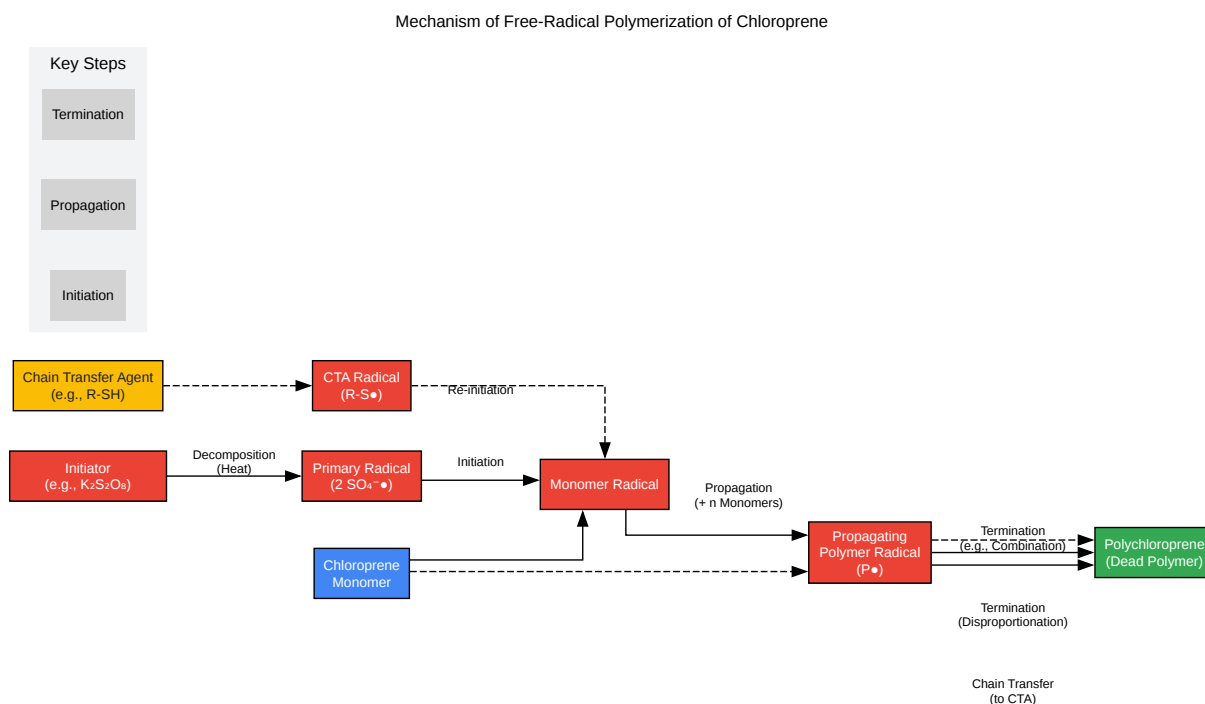 Mechanism of Free-Radical Polymerization of Chloroprene
Key Steps
Termination
Propagation
Initiation
Chain Transfer Agent
(e.g., R-SH)
CTA Radical
(R-S●)
Re-initiation
Initiator
(e.g., K₂S₂O₈)
Decomposition
(Heat)
Primary Radical
(2 SO₄⁻●)
Initiation
Monomer Radical
Propagation
(+ n Monomers)
Chloroprene
Monomer
Propagating
Polymer Radical
(P●)
Termination
(e.g., Combination)
Polychloroprene
(Dead Polymer)
Termination
(Disproportionation)
Chain Transfer
(to CTA)